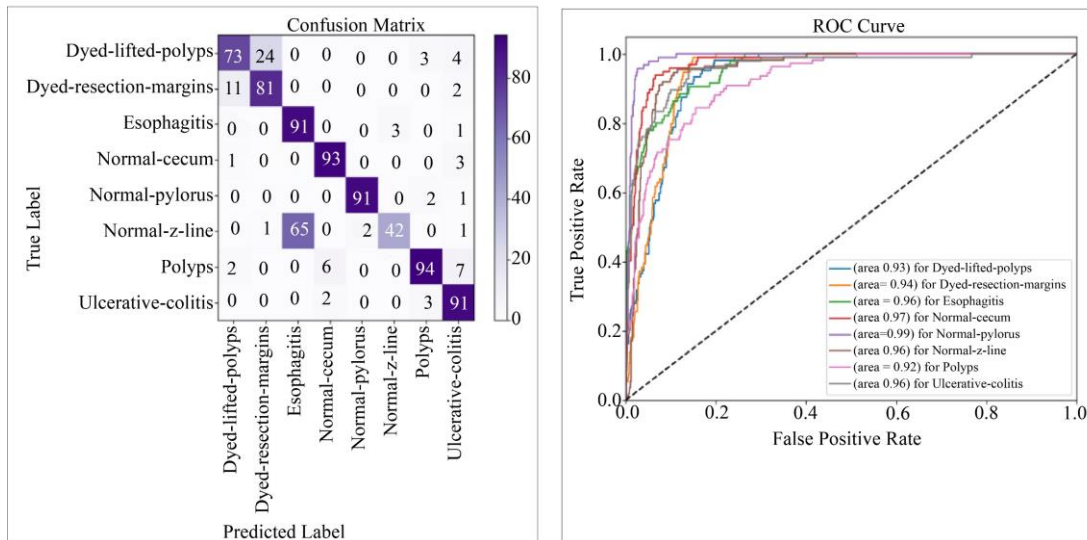 Confusion Matrix
True Label
Dyed-lifted-polyps 73 24 0 0 0 0 3 4
Dyed-resection-margins 11 81 0 0 0 0 0 2
Esophagitis 0 0 91 0 0 3 0 1
Normal-cecum 1 0 0 93 0 0 0 3
Normal-pylorus 0 0 0 0 91 0 2 1
Normal-z-line 0 1 65 0 2 42 0 1
Polyps 2 0 0 6 0 0 94 7
Ulcerative-colitis 0 0 0 2 0 0 3 91
Dyed-lifted-polyps
Dyed-resection-margins
Esophagitis
Normal-cecum
Normal-pylorus
Normal-z-line
Polyps
Ulcerative-colitis
Predicted Label
80
60
40
20
0
ROC Curve
True Positive Rate
1.0
0.8
0.6
0.4
0.2
0.0
0.0 0.2 0.4 0.6 0.8 1.0
False Positive Rate
(area 0.93) for Dyed-lifted-polyps
(area= 0.94) for Dyed-resection-margins
(area = 0.96) for Esophagitis
(area 0.97) for Normal-cecum
(area=0.99) for Normal-pylorus
(area 0.96) for Normal-z-line
(area = 0.92) for Polyps
(area 0.96) for Ulcerative-colitis